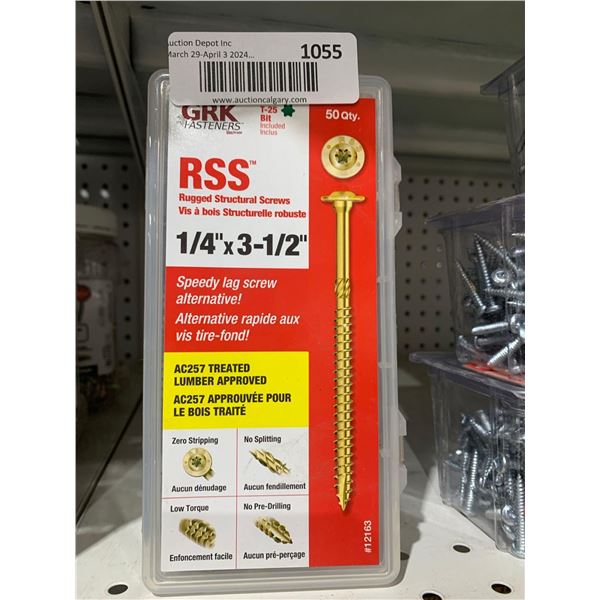 uction Depot Inc
March 29-April 3 2024...
1055
www.auctioncalgary.com
GRK
FASTENERS™
T-25
Bit
Included
Inclus
50 Qty.
RSS™
Rugged Structural Screws
Vis à bois Structurelle robuste
1/4" x 3-1/2"
Speedy lag screw
alternative!
Alternative rapide aux
vis tire-fond!
AC257 TREATED
LUMBER APPROVED
AC257 APPROUVÉE POUR
LE BOIS TRAITÉ
Zero Stripping
Aucun dénudage
No Splitting
Aucun fendillement
Low Torque
Enfoncement facile
No Pre-Drilling
Aucun pré-perçage
#12163